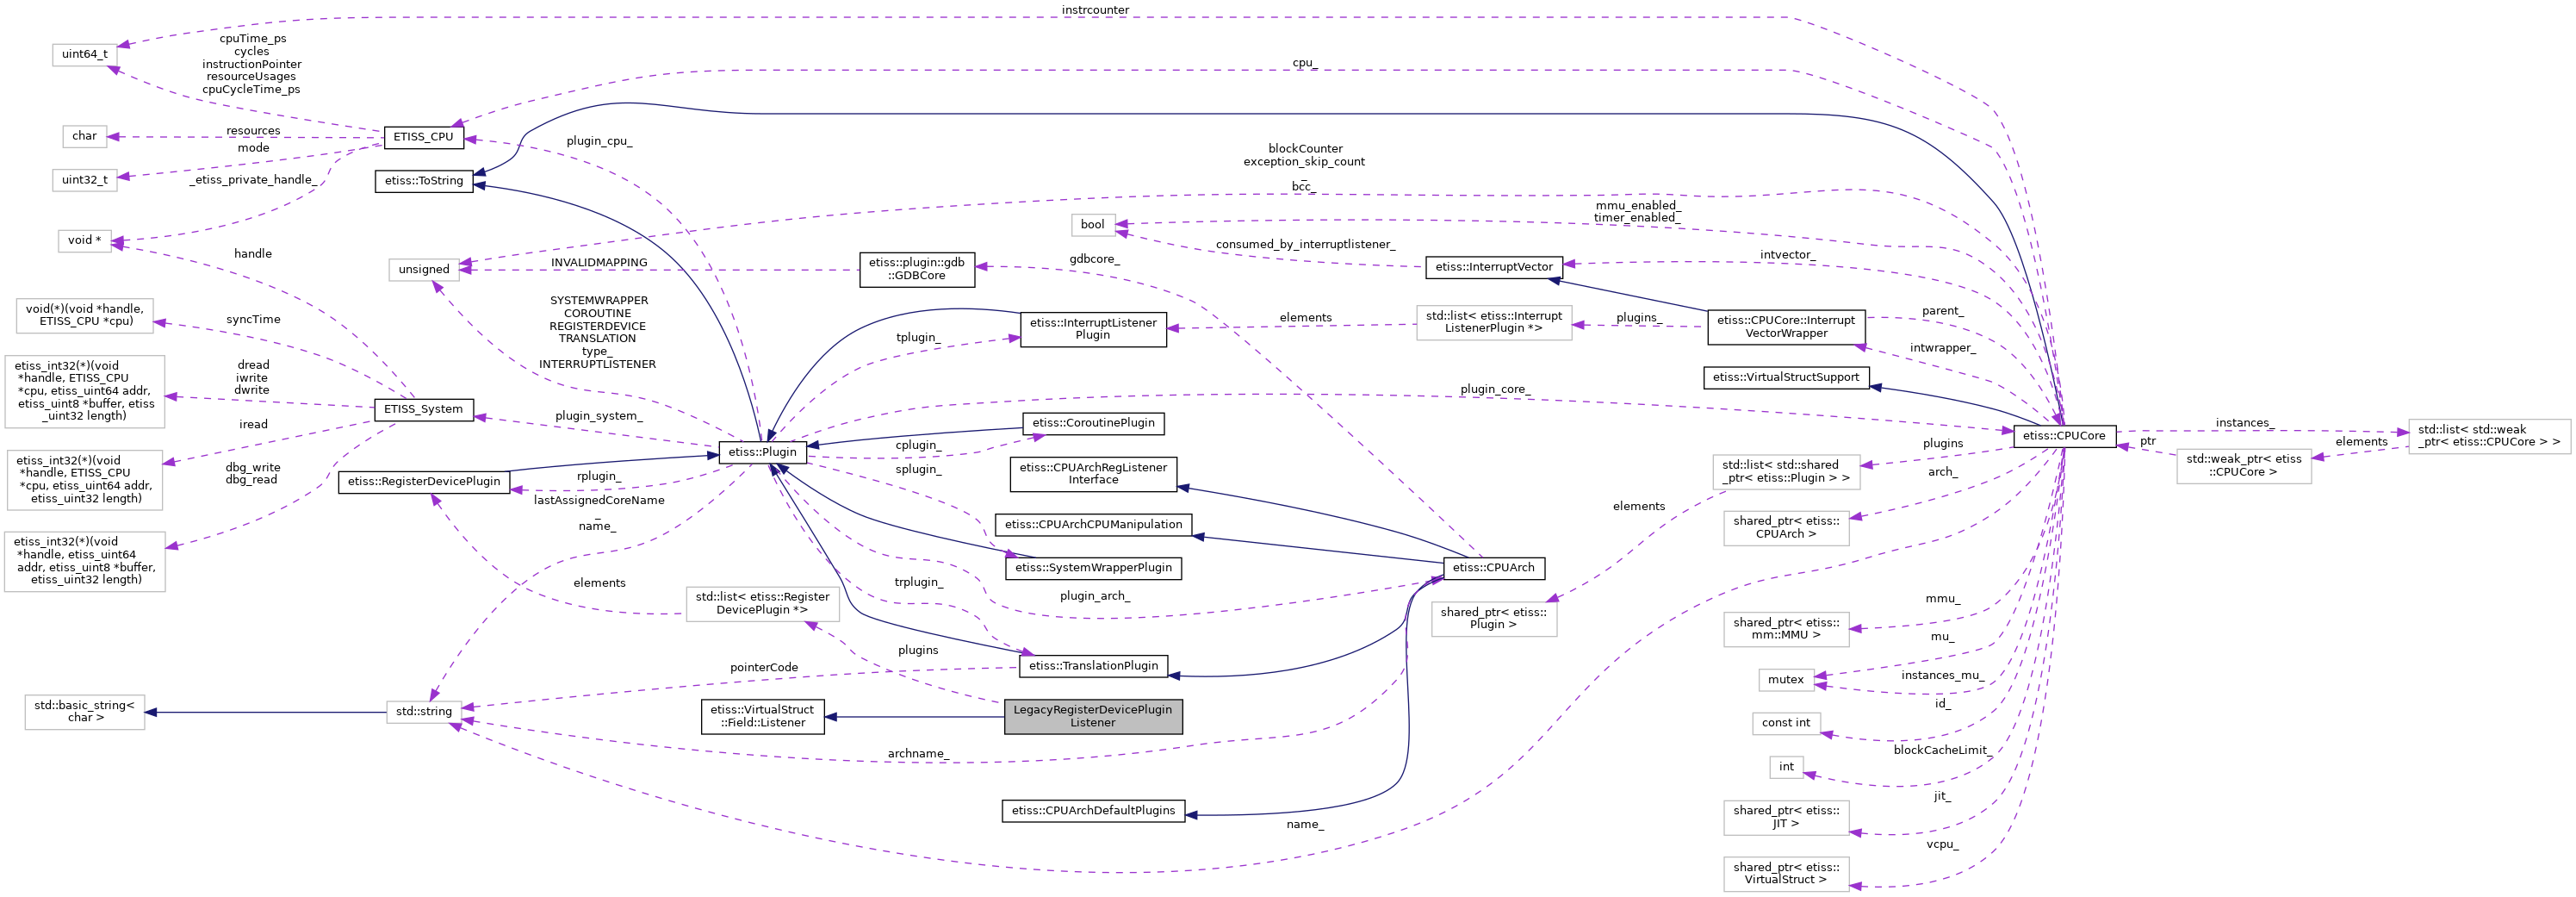 instrcounter
uint64_t
cpuTime_ps
cycles
instructionPointer
resourceUsages
cpuCycleTime_ps
cpu_
char
resources
ETISS_CPU
mode
uint32_t
_etiss_private_handle_
plugin_cpu_
etiss::ToString
blockCounter
exception_skip_count
_
bcc_
void *
handle
unsigned
INVALIDMAPPING
etiss::plugin::gdb
::GDBCore
gdbcore_
bool
mmu_enabled_
timer_enabled_
consumed_by_interruptlistener_
etiss::InterruptVector
intvector_
void(*)(void *handle,
ETISS_CPU *cpu)
syncTime
SYSTEMWRAPPER
COROUTINE
REGISTERDEVICE
TRANSLATION
type_
INTERRUPTLISTENER
etiss::InterruptListener
Plugin
tplugin_
elements
std::list< etiss::Interrupt
ListenerPlugin *>
plugins_
etiss::CPUCore::Interrupt
VectorWrapper
parent_
intwrapper_
etiss_int32(*)(void
*handle, ETISS_CPU
*cpu, etiss_uint64 addr,
etiss_uint8 *buffer, etiss
_uint32 length)
dread
iwrite
dwrite
ETISS_System
plugin_system_
plugin_core_
etiss::VirtualStructSupport
iread
etiss_int32(*)(void
*handle, ETISS_CPU
*cpu, etiss_uint64 addr,
etiss_uint32 length)
dbg_write
dbg_read
etiss::Plugin
cplugin_
etiss::CoroutinePlugin
splugin_
etiss::CPUCore
instances_
std::list< std::weak
_ptr< etiss::CPUCore > >
elements
ptr
std::weak_ptr< etiss
::CPUCore >
etiss::RegisterDevicePlugin
rplugin_
etiss::CPUArchRegListener
Interface
plugins
std::list< std::shared
_ptr< etiss::Plugin > >
arch_
lastAssignedCoreName
_
name_
etiss::CPUArchCPUManipulation
elements
shared_ptr< etiss::
CPUArch >
etiss_int32(*)(void
*handle, etiss_uint64
addr, etiss_uint8 *buffer,
etiss_uint32 length)
etiss::SystemWrapperPlugin
etiss::CPUArch
elements
std::list< etiss::Register
DevicePlugin *>
trplugin_
plugin_arch_
shared_ptr< etiss::
Plugin >
mmu_
shared_ptr< etiss::
mm::MMU >
mu_
plugins
pointerCode
etiss::TranslationPlugin
mutex
instances_mu_
std::basic_string<
char >
std::string
etiss::VirtualStruct
::Field::Listener
LegacyRegisterDevicePlugin
Listener
id_
const int
archname_
blockCacheLimit_
int
etiss::CPUArchDefaultPlugins
name_
jit_
shared_ptr< etiss::
JIT >
vcpu_
shared_ptr< etiss::
VirtualStruct >